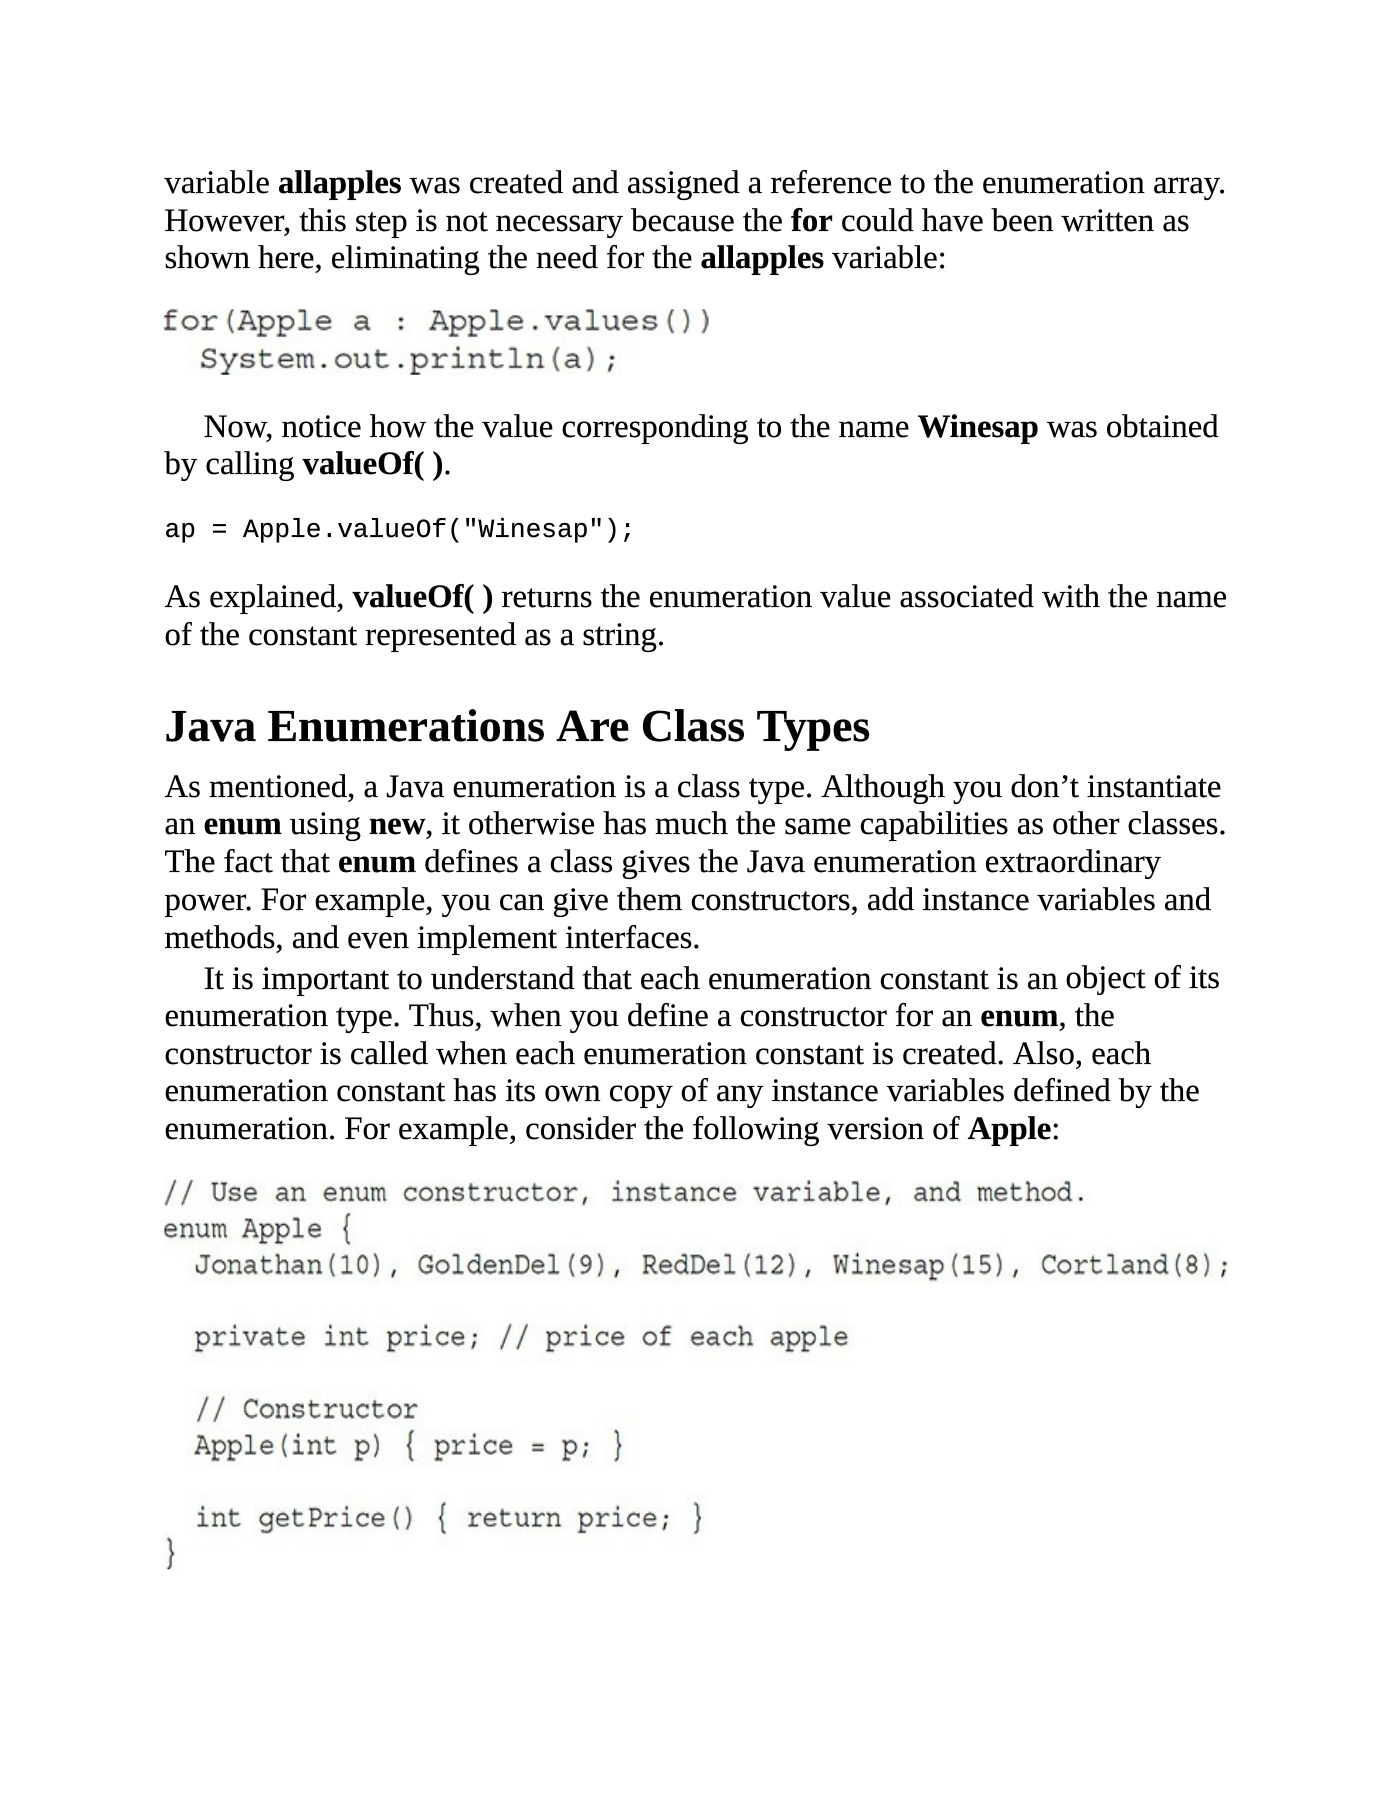 variable allapples was created and assigned a reference to the enumeration array.
However, this step is not necessary because the for could have been written as
shown here, eliminating the need for the allapples variable:
for(Apple a : Apple.values())
  System.out.println(a);
Now, notice how the value corresponding to the name Winesap was obtained
by calling valueOf( ).
ap = Apple.valueOf("Winesap");
As explained, valueOf( ) returns the enumeration value associated with the name
of the constant represented as a string.
Java Enumerations Are Class Types
As mentioned, a Java enumeration is a class type. Although you don’t instantiate
an enum using new, it otherwise has much the same capabilities as other classes.
The fact that enum defines a class gives the Java enumeration extraordinary
power. For example, you can give them constructors, add instance variables and
methods, and even implement interfaces.
It is important to understand that each enumeration constant is an object of its
enumeration type. Thus, when you define a constructor for an enum, the
constructor is called when each enumeration constant is created. Also, each
enumeration constant has its own copy of any instance variables defined by the
enumeration. For example, consider the following version of Apple:
// Use an enum constructor, instance variable, and method.
enum Apple {
  Jonathan(10), GoldenDel(9), RedDel(12), Winesap(15), Cortland(8);
  private int price; // price of each apple
  // Constructor
  Apple(int p) { price = p; }
  int getPrice() { return price; }
}